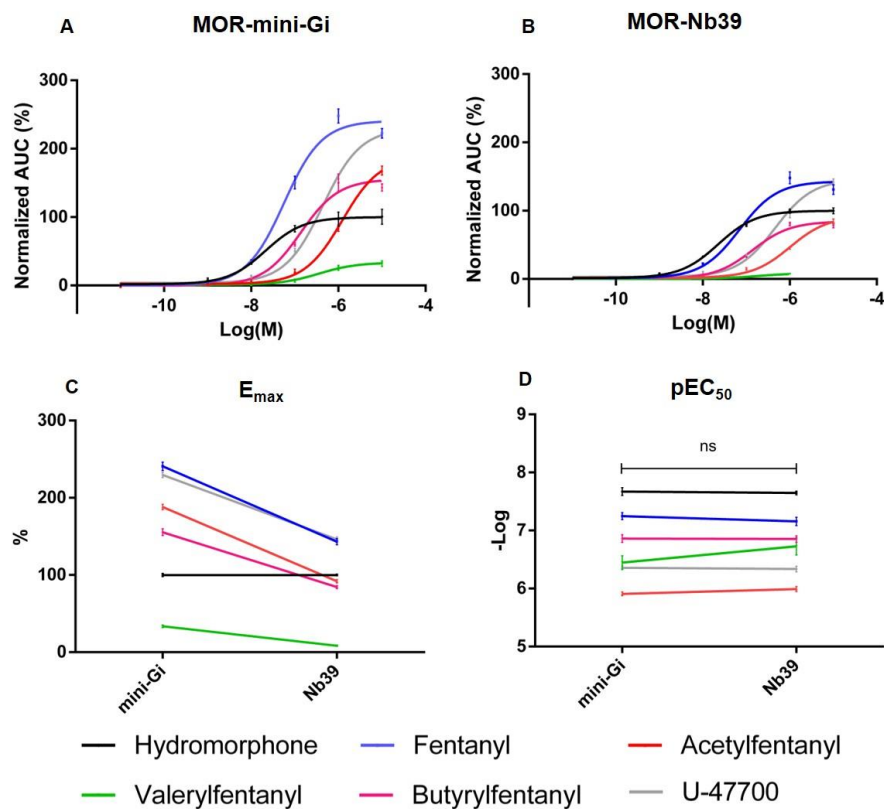 A
MOR-mini-Gi
Normalized AUC (%)
300
200
100
0
-10
-8
-6
-4
Log(M)
B
MOR-Nb39
Normalized AUC (%)
300
200
100
0
-10
-8
-6
-4
Log(M)
C
Emax
%
300
200
100
0
mini-Gi
Nb39
D
pEC50
-Log
9
8
7
6
5
ns
mini-Gi
Nb39
Hydromorphone
Fentanyl
Acetylfentanyl
Valerylfentanyl
Butyrylfentanyl
U-47700